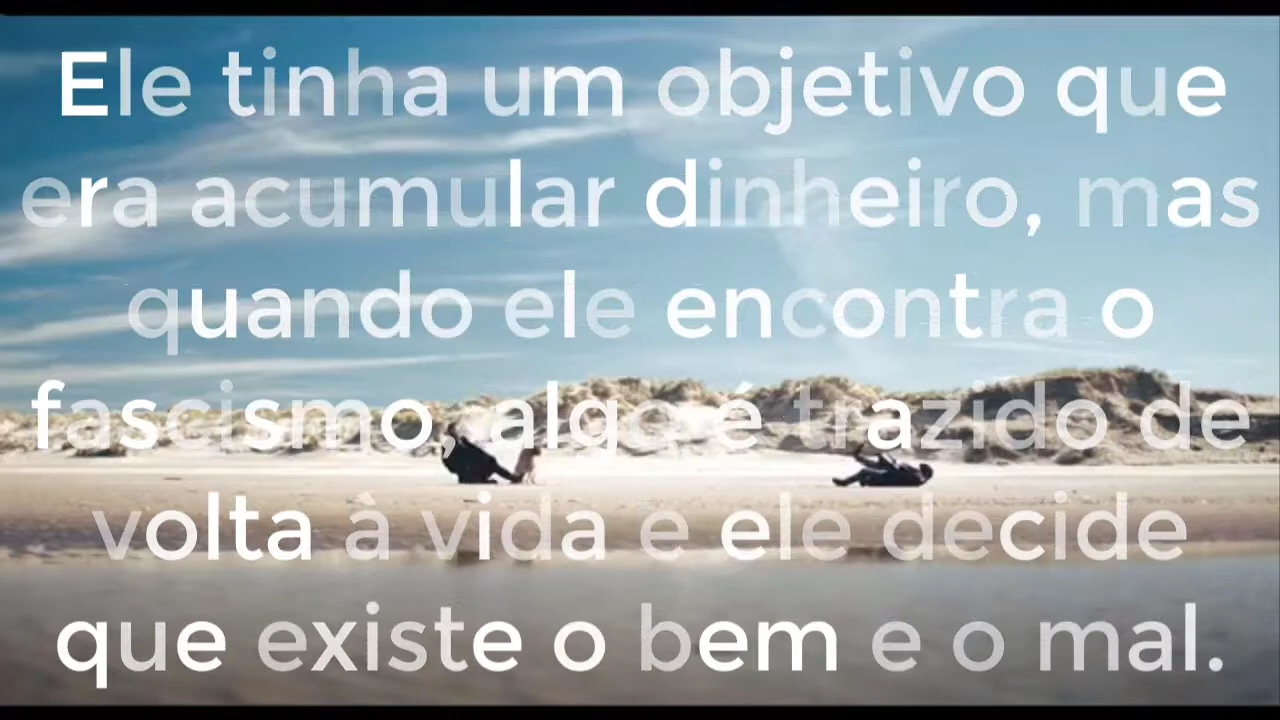 Ele tinha um objetivo que
era acumular dinheiro, mas
quando ele encontra o
fascismo, algo é trazido de
volta à vida e ele decide
que existe o bem e o mal.